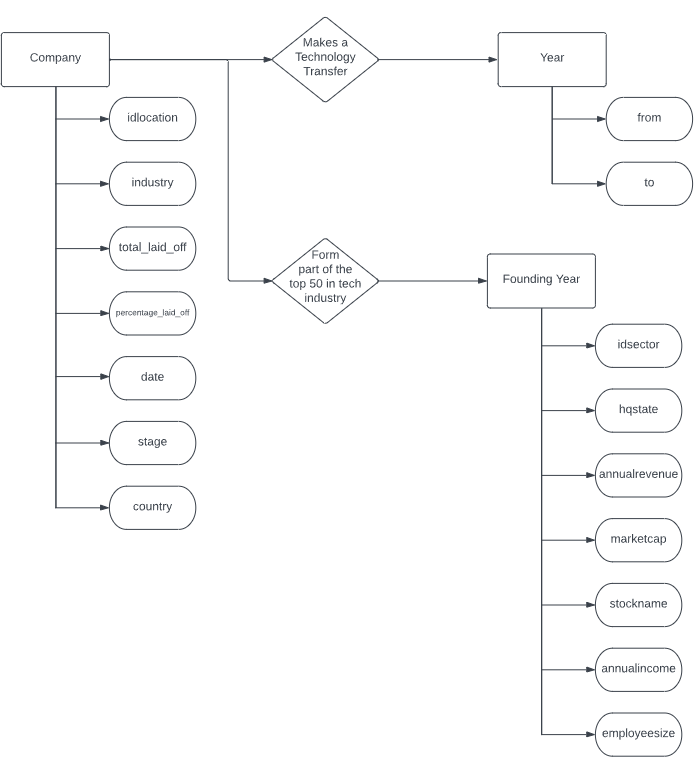 Company
Makes a
Technology
Transfer
Year
idlocation
from
industry
to
total_laid_off
Form
part of the
top 50 in tech
industry
Founding Year
percentage_laid_off
idsector
date
hqstate
stage
annualrevenue
country
marketcap
stockname
annualincome
employeesize